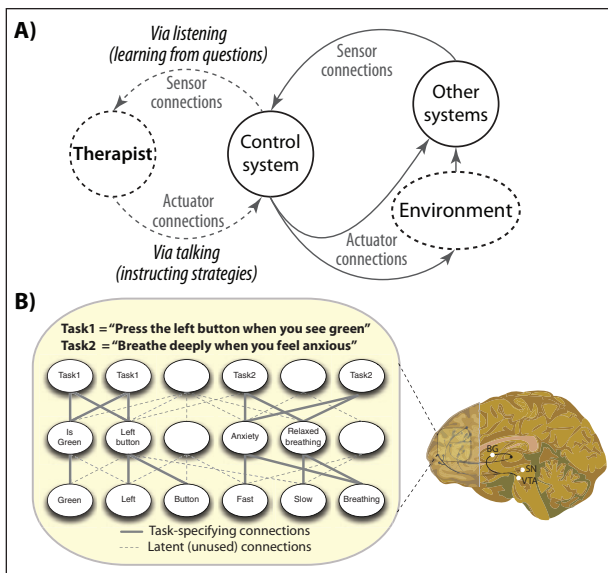 A)
Via listening
(learning from questions)
Sensor
connections
Sensor
connections
Other
systems
Therapist
Control
system
Environment
Actuator
connections
Actuator
connections
Via talking
(instructing strategies)
B)
Task1 = “Press the left button when you see green”
Task2 = “Breathe deeply when you feel anxious”
Task1 Task1 Task2 Task2
Is
Green
Left
button
Anxiety
Relaxed
breathing
Green Left Button Fast Slow Breathing
Task-specifying connections
Latent (unused) connections
BG
SN
VTA